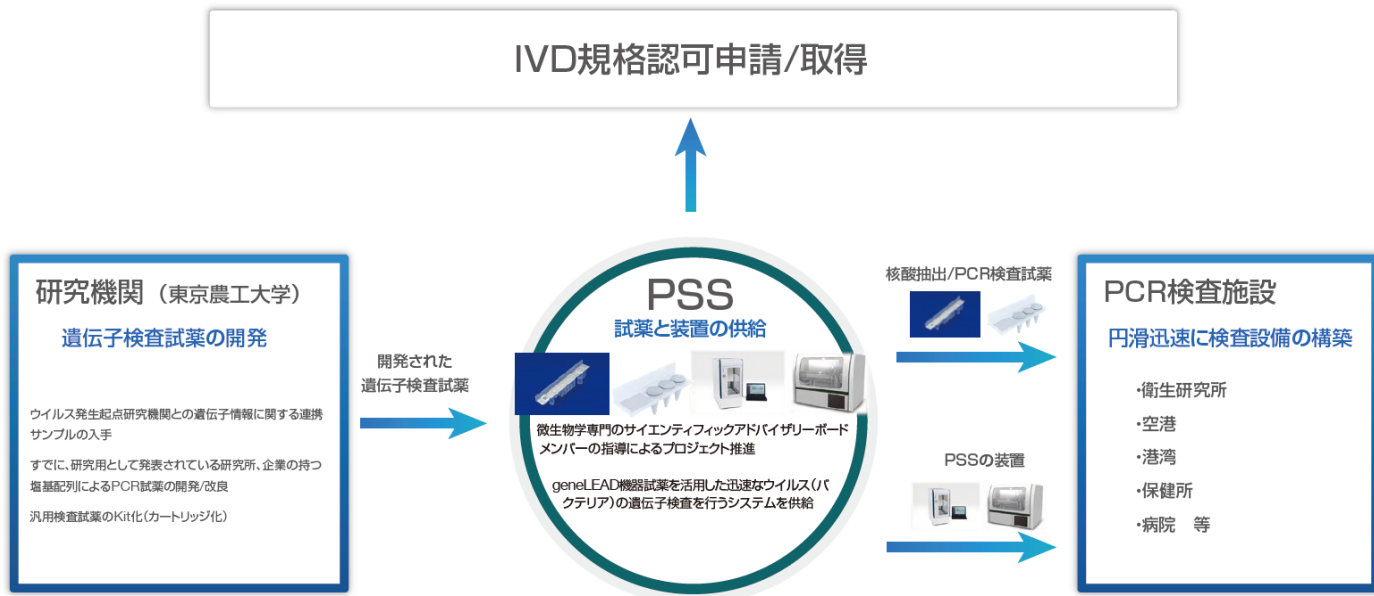 IVD規格認可申請/取得
研究機関（東京農工大学）
遺伝子検査試薬の開発
ウイルス発生起点研究機関との遺伝子情報に関する連携
サンプルの入手
すでに、研究用として発表されている研究所、企業の持つ
塩基配列によるPCR試薬の開発/改良
汎用検査試薬のKit化(カートリッジ化)
開発された
遺伝子検査試薬
PSS
試薬と装置の供給
微生物学専門のサイエンティフィックアドバイザリーボード
メンバーの指導によるプロジェクト推進
geneLEAD機器試薬を活用した迅速なウイルス(バ
クテリア)の遺伝子検査を行うシステムを供給
核酸抽出/PCR検査試薬
PSSの装置
PCR検査施設
円滑迅速に検査設備の構築
・衛生研究所
・空港
・港湾
・保健所
・病院　等